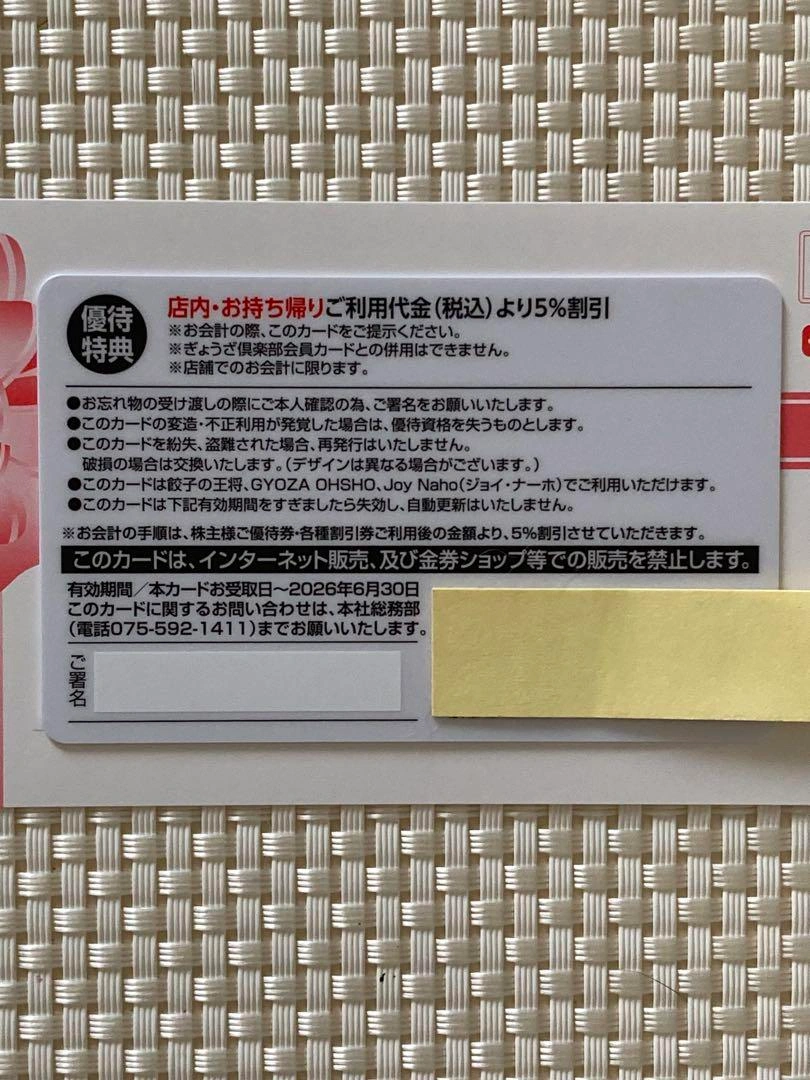 優待
特典
店内・お持ち帰りご利用代金(税込)より5%割引
※お会計の際、このカードをご提示ください。
※ぎょうざ倶楽部会員カードとの併用はできません。
※店舗でのお会計に限ります。
●お忘れ物の受け渡しの際にご本人確認の為、ご署名をお願いいたします。
●このカードの変造・不正利用が発覚した場合は、優待資格を失うものとします。
●このカードを紛失、盗難された場合、再発行はいたしません。
破損の場合は交換いたします。(デザインは異なる場合がございます。)
●このカードは餃子の王将、GYOZA OHSHO、Joy Naho(ジョイ・ナーホ)でご利用いただけます。
●このカードは下記有効期間をすぎましたら失効し、自動更新はいたしません。
※お会計の手順は、株主様ご優待券・各種割引券ご利用後の金額より、5%割引させていただきます。
このカードは、インターネット販売、及び金券ショップ等での販売を禁止します。
有効期間/本カードお受取日〜2026年6月30日
このカードに関するお問い合わせは、本社総務部
(電話075-592-1411)までお願いいたします。
ご署名